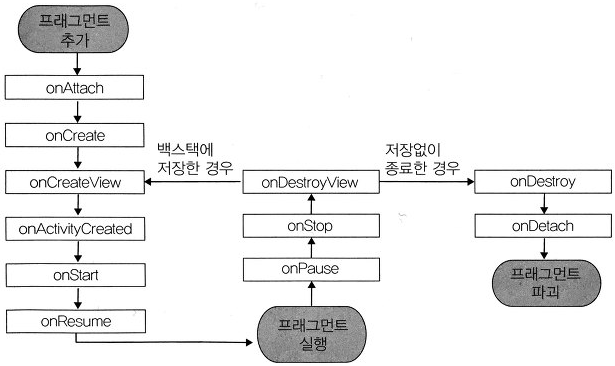 프래그먼트
추가
onAttach
onCreate
onCreateView
onActivityCreated
onStart
onResume
백스택에
저장한 경우
onDestroyView
onStop
onPause
프래그먼트
실행
저장없이
종료한 경우
onDestroy
onDetach
프래그먼트
파괴